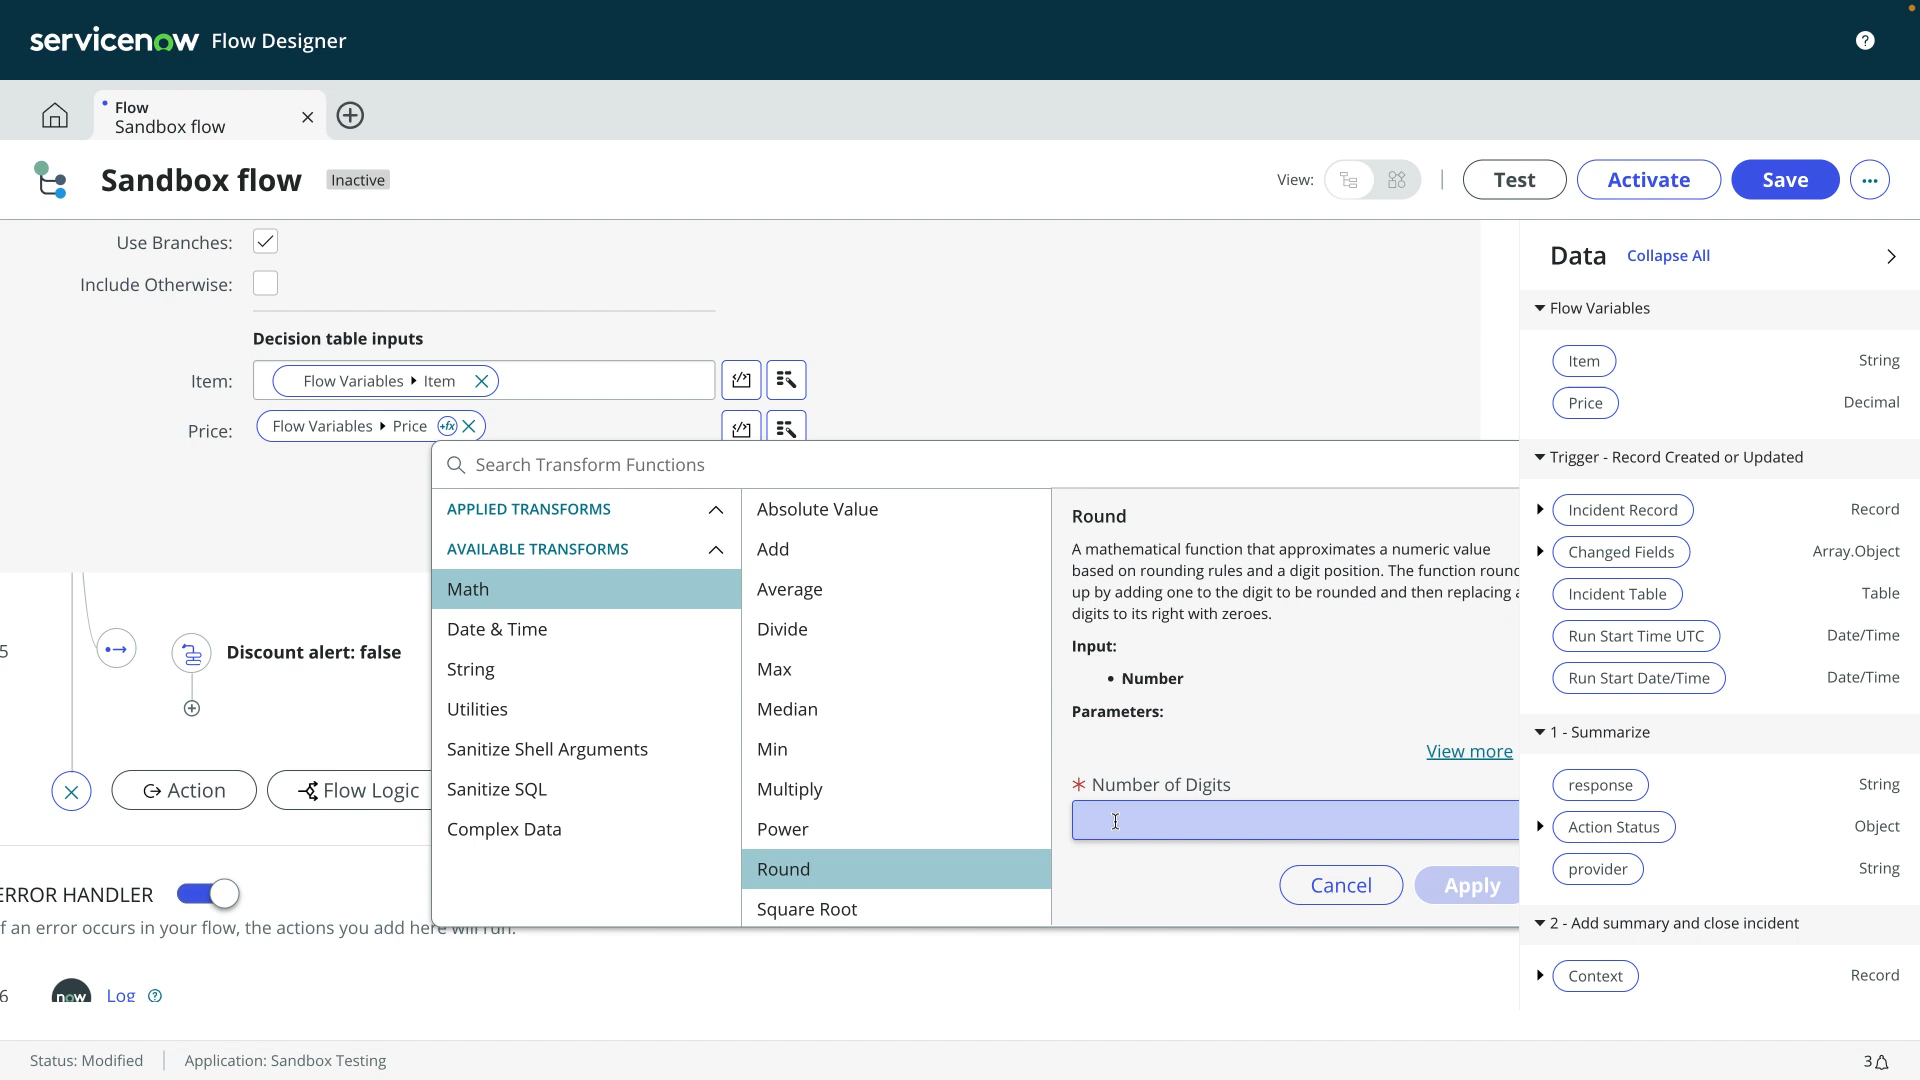 servicenow Flow Designer
?
Flow
Sandbox flow
Sandbox flow Inactive View: Test Activate Save ...
Use Branches:
Include Otherwise:
Decision table inputs
Item: Flow Variables Item
Price: Flow Variables Price +fx
Search Transform Functions
APPLIED TRANSFORMS
AVAILABLE TRANSFORMS
Math
Date & Time
String
Utilities
Sanitize Shell Arguments
Sanitize SQL
Complex Data
Absolute Value
Add
Average
Divide
Max
Median
Min
Multiply
Power
Round
Square Root
Round
A mathematical function that approximates a numeric value
based on rounding rules and a digit position. The function round
up by adding one to the digit to be rounded and then replacing a
digits to its right with zeroes.
Input:
• Number
Parameters:
View more
* Number of Digits
Cancel Apply
5 Discount alert: false
Action Flow Logic
ERROR HANDLER
f an error occurs in your flow, the actions you add here will run.
6 now Log ?
Data Collapse All
Flow Variables
Item String
Price Decimal
Trigger - Record Created or Updated
Incident Record Record
Changed Fields Array.Object
Incident Table Table
Run Start Time UTC Date/Time
Run Start Date/Time Date/Time
1 - Summarize
response String
Action Status Object
provider String
2 - Add summary and close incident
Context Record
Status: Modified Application: Sandbox Testing 3